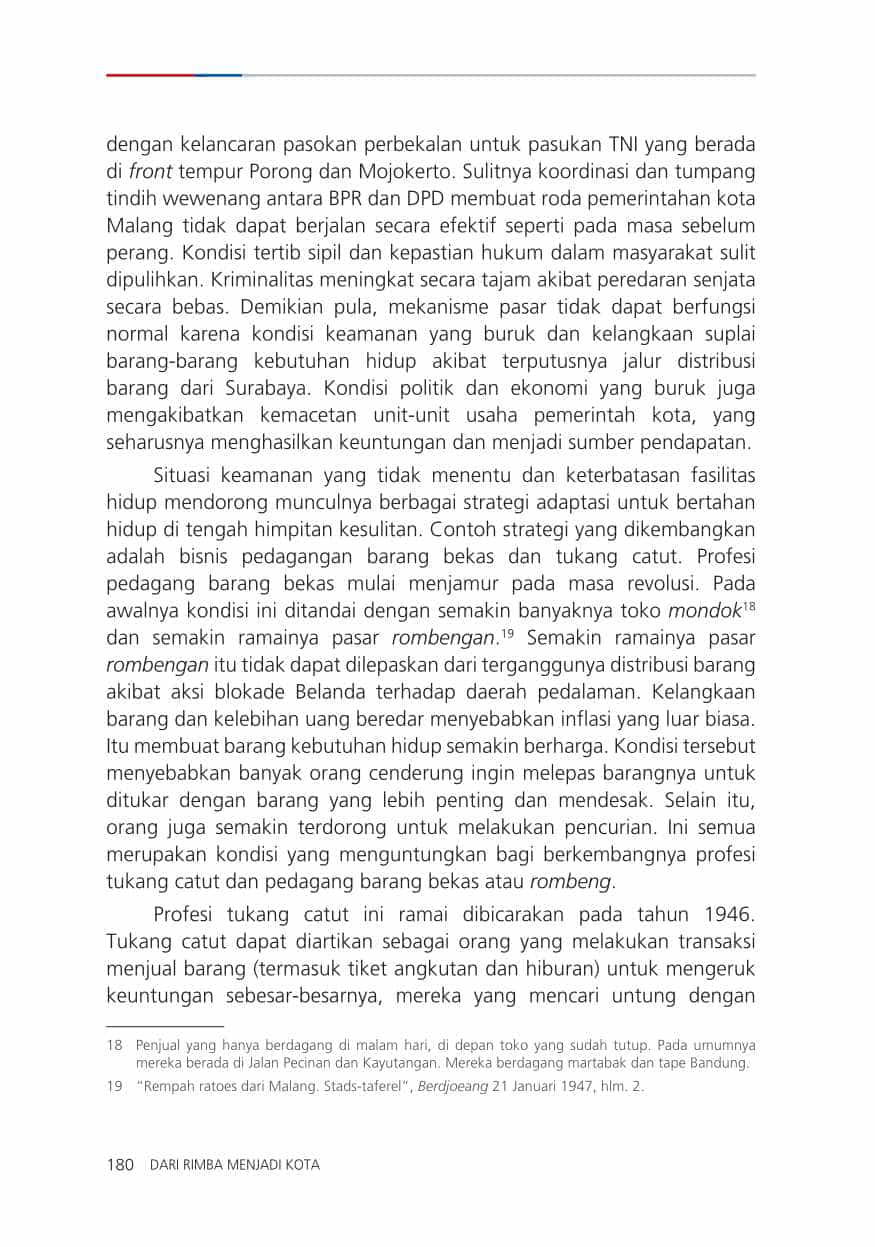 dengan kelancaran pasokan perbekalan untuk pasukan TNI yang berada
di front tempur Porong dan Mojokerto. Sulitnya koordinasi dan tumpang
tindih wewenang antara BPR dan DPD membuat roda pemerintahan kota
Malang tidak dapat berjalan secara efektif seperti pada masa sebelum
perang. Kondisi tertib sipil dan kepastian hukum dalam masyarakat sulit
dipulihkan. Kriminalitas meningkat secara tajam akibat peredaran senjata
secara bebas. Demikian pula, mekanisme pasar tidak dapat berfungsi
normal karena kondisi keamanan yang buruk dan kelangkaan suplai
barang-barang kebutuhan hidup akibat terputusnya jalur distribusi
barang dari Surabaya. Kondisi politik dan ekonomi yang buruk juga
mengakibatkan kemacetan unit-unit usaha pemerintah kota, yang
seharusnya menghasilkan keuntungan dan menjadi sumber pendapatan.
Situasi keamanan yang tidak menentu dan keterbatasan fasilitas
hidup mendorong munculnya berbagai strategi adaptasi untuk bertahan
hidup di tengah himpitan kesulitan. Contoh strategi yang dikembangkan
adalah bisnis pedagangan barang bekas dan tukang catut. Profesi
pedagang barang bekas mulai menjamur pada masa revolusi. Pada
awalnya kondisi ini ditandai dengan semakin banyaknya toko mondok18
dan semakin ramainya pasar rombengan.19 Semakin ramainya pasar
rombengan itu tidak dapat dilepaskan dari terganggunya distribusi barang
akibat aksi blokade Belanda terhadap daerah pedalaman. Kelangkaan
barang dan kelebihan uang beredar menyebabkan inflasi yang luar biasa.
Itu membuat barang kebutuhan hidup semakin berharga. Kondisi tersebut
menyebabkan banyak orang cenderung ingin melepas barangnya untuk
ditukar dengan barang yang lebih penting dan mendesak. Selain itu,
orang juga semakin terdorong untuk melakukan pencurian. Ini semua
merupakan kondisi yang menguntungkan bagi berkembangnya profesi
tukang catut dan pedagang barang bekas atau rombeng.
Profesi tukang catut ini ramai dibicarakan pada tahun 1946.
Tukang catut dapat diartikan sebagai orang yang melakukan transaksi
menjual barang (termasuk tiket angkutan dan hiburan) untuk mengeruk
keuntungan sebesar-besarnya, mereka yang mencari untung dengan
18 Penjual yang hanya berdagang di malam hari, di depan toko yang sudah tutup. Pada umumnya
mereka berada di Jalan Pecinan dan Kayutangan. Mereka berdagang martabak dan tape Bandung.
19 “Rempah ratoes dari Malang. Stads-taferel”, Berdjoeang 21 Januari 1947, hlm. 2.
180 DARI RIMBA MENJADI KOTA